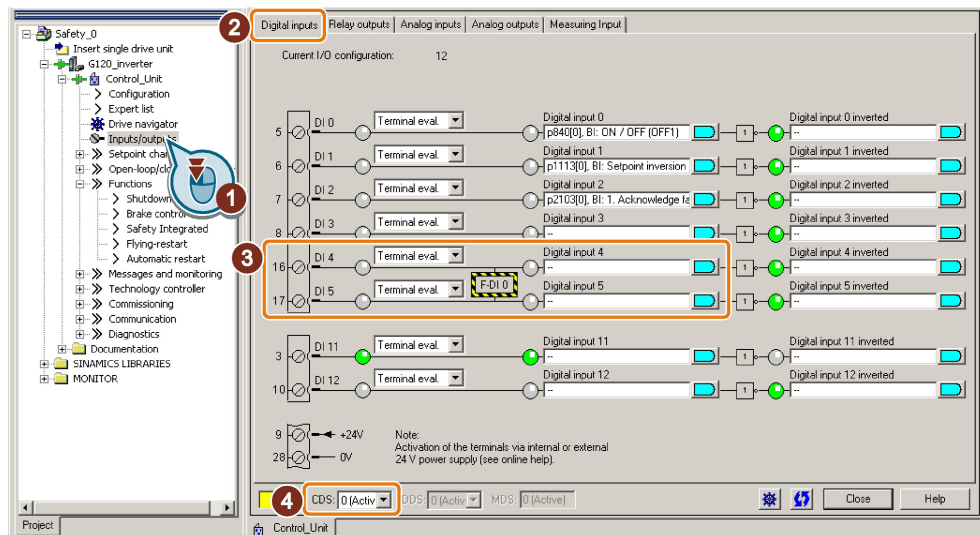 Safety_0
Insert single drive unit
G120_inverter
Control_Unit
Configuration
Expert list
Drive navigator
Inputs/outputs
Setpoint cha
Open-loop/clo
Functions
Shutdown
Brake control
Safety Integrated
Flying-restart
Automatic restart
Messages and monitoring
Technology controller
Commissioning
Communication
Diagnostics
Documentation
SINAMICS LIBRARIES
MONITOR
Project
1
2
Digital inputs Relay outputs Analog inputs Analog outputs Measuring Input
Current I/O configuration: 12
Digital input 0 Digital input 0 inverted
5 DI 0 Terminal eval. p840[0], BI: ON / OFF (OFF1) 1 --
Digital input 1 Digital input 1 inverted
6 DI 1 Terminal eval. p1113[0], BI: Setpoint inversion 1 --
Digital input 2 Digital input 2 inverted
7 DI 2 Terminal eval. p2103[0], BI: 1. Acknowledge fa 1 --
Digital input 3 Digital input 3 inverted
8 DI 3 Terminal eval. -- 1 --
3
Digital input 4 Digital input 4 inverted
16 DI 4 Terminal eval. -- 1 --
F-DI 0
Digital input 5 Digital input 5 inverted
17 DI 5 Terminal eval. -- 1 --
Digital input 11 Digital input 11 inverted
3 DI 11 Terminal eval. -- 1 --
Digital input 12 Digital input 12 inverted
10 DI 12 Terminal eval. -- 1 --
9 +24V Note:
Activation of the terminals via internal or external
28 0V 24 V power supply (see online help).
4 CDS: 0 (Activ DDS: 0 (Activ MDS: 0 (Active) Close Help
Control_Unit